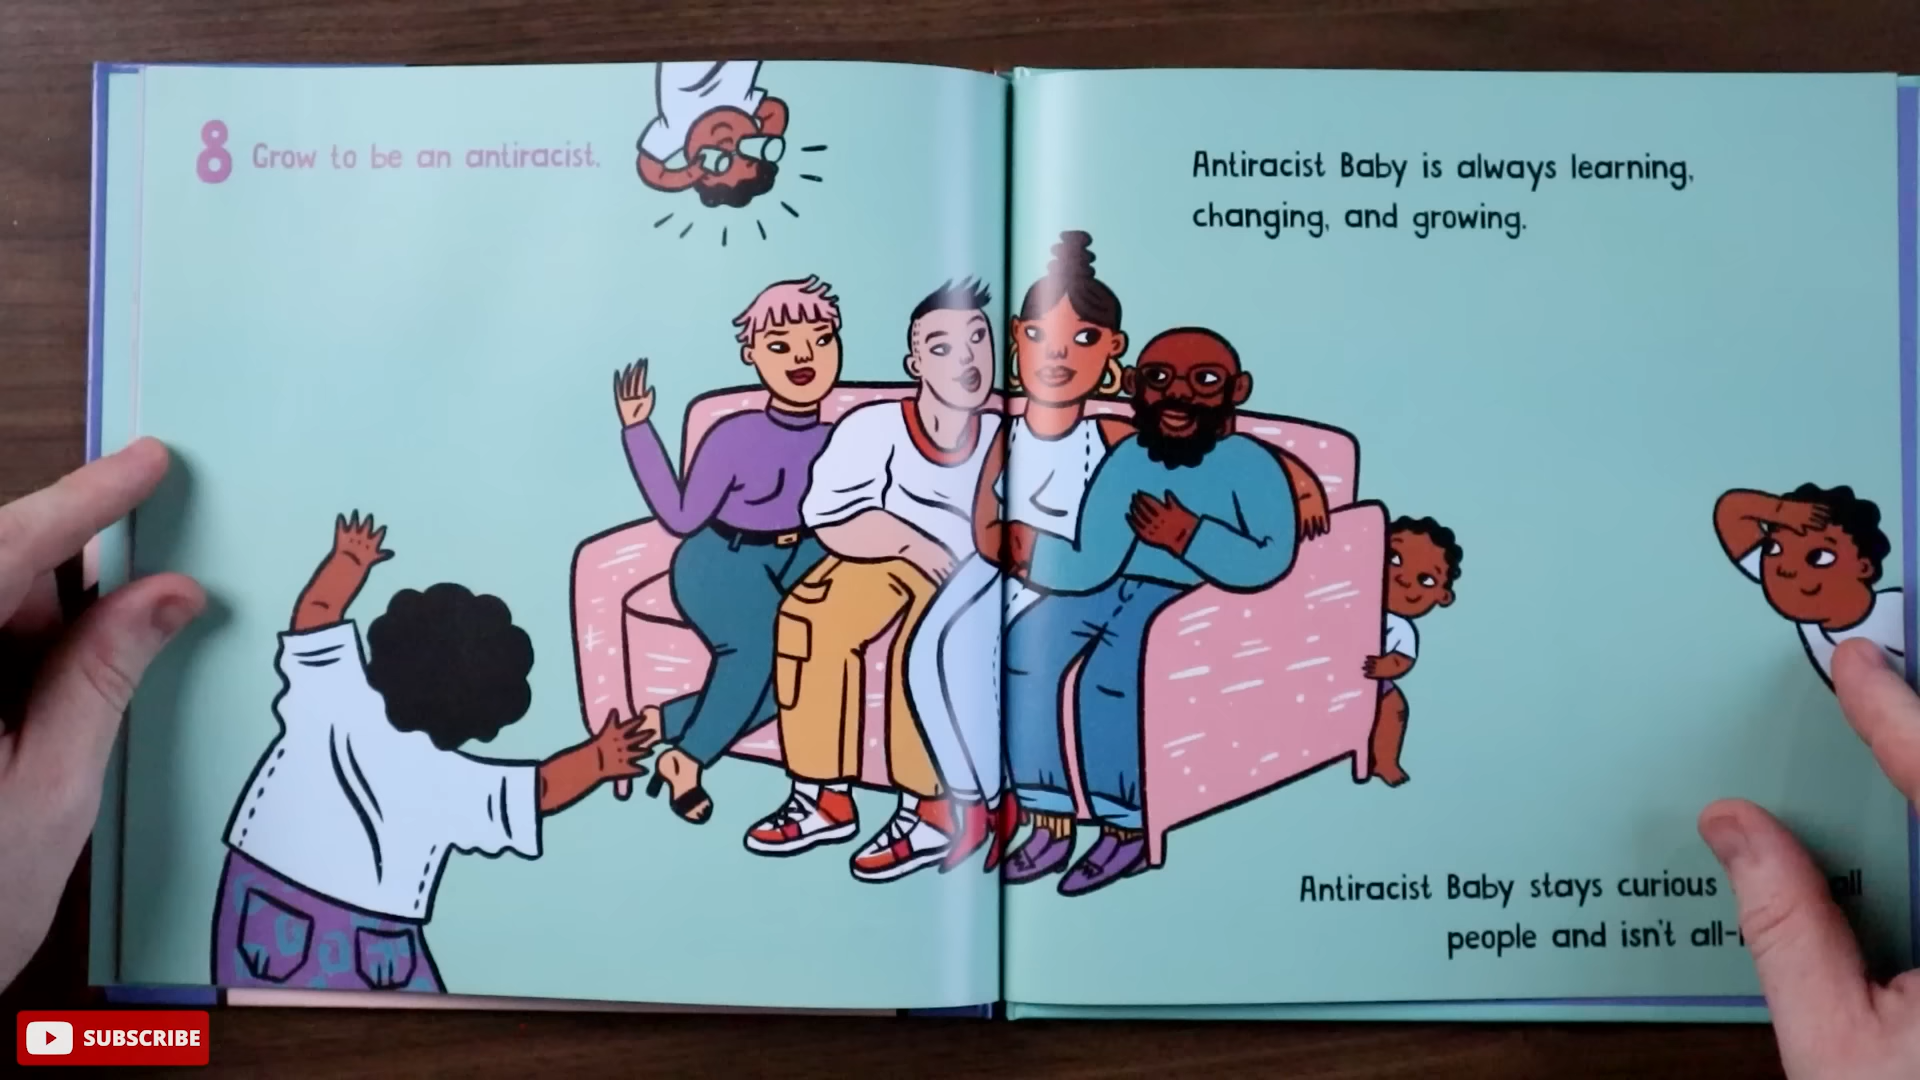 8 Grow to be an antiracist.
Antiracist Baby is always learning,
changing, and growing.
Antiracist Baby stays curious all
people and isn't all-
SUBSCRIBE